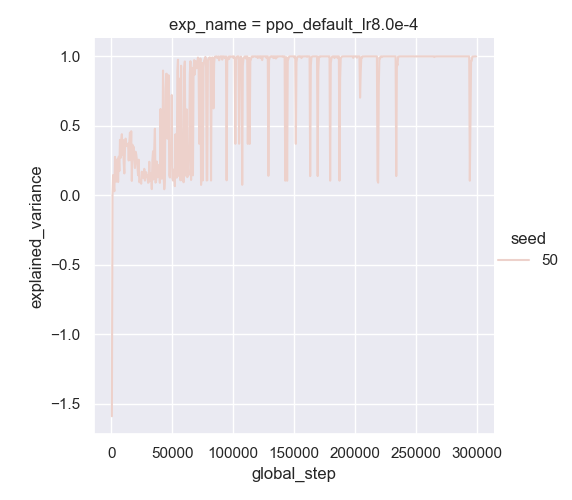 exp_name = ppo_default_lr8.0e-4
1.0
0.5
0.0
−0.5
−1.0
−1.5
explained_variance
0 50000 100000 150000 200000 250000 300000
global_step
seed
50